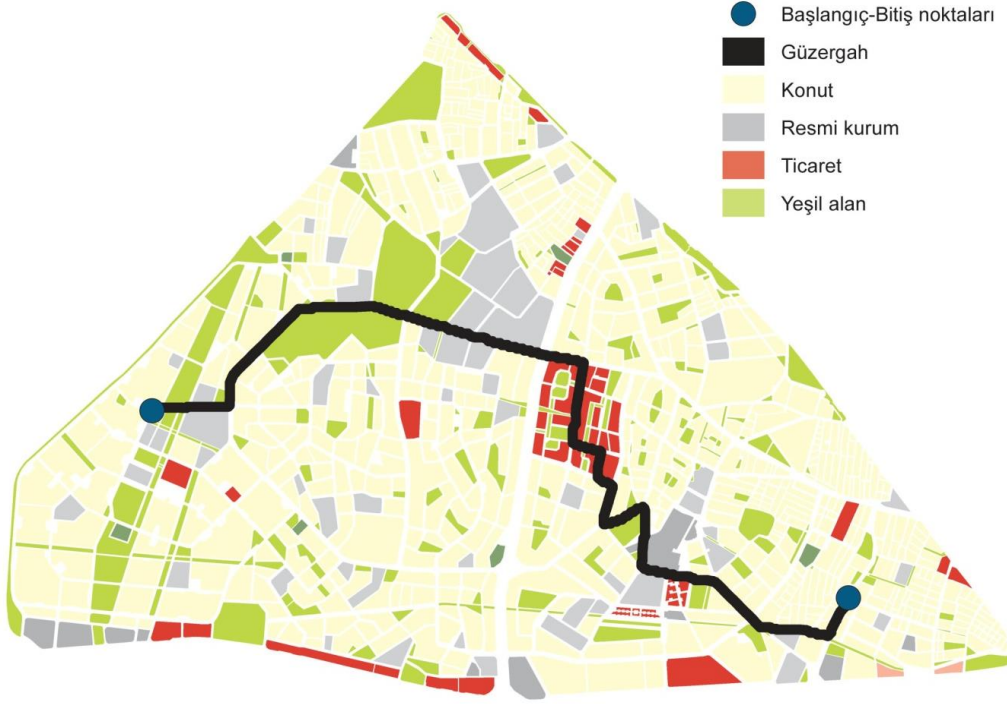 Başlangıç-Bitiş noktaları
Güzergah
Konut
Resmi kurum
Ticaret
Yeşil alan